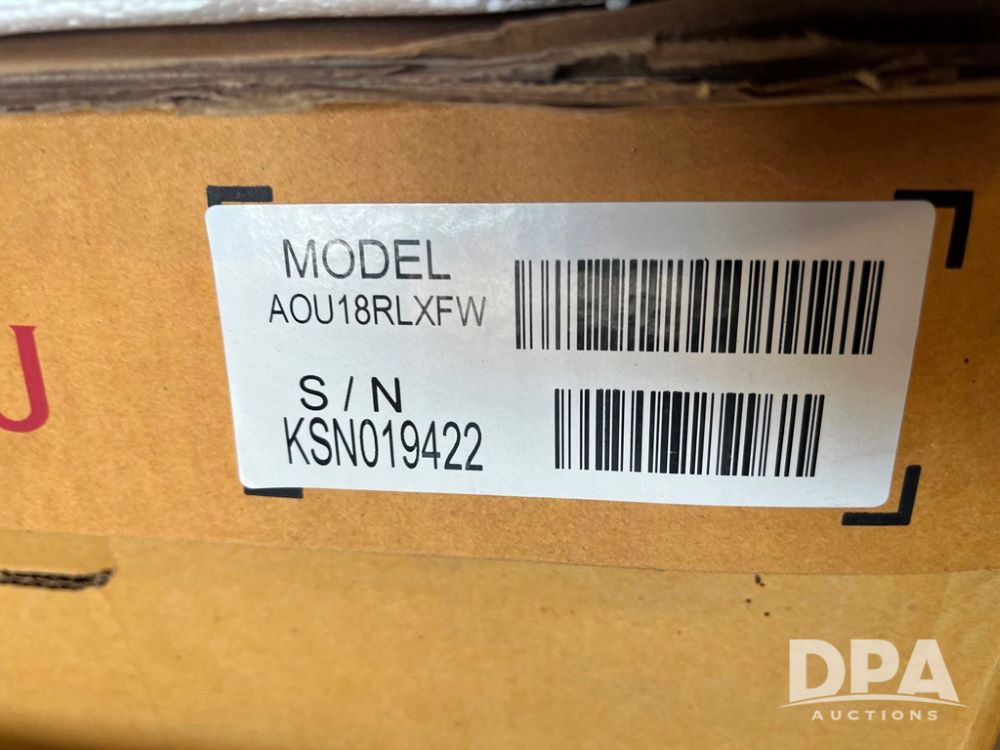 MODEL
AOU18RLXFW
S / N
KSN019422
U
DPA
AUCTIONS